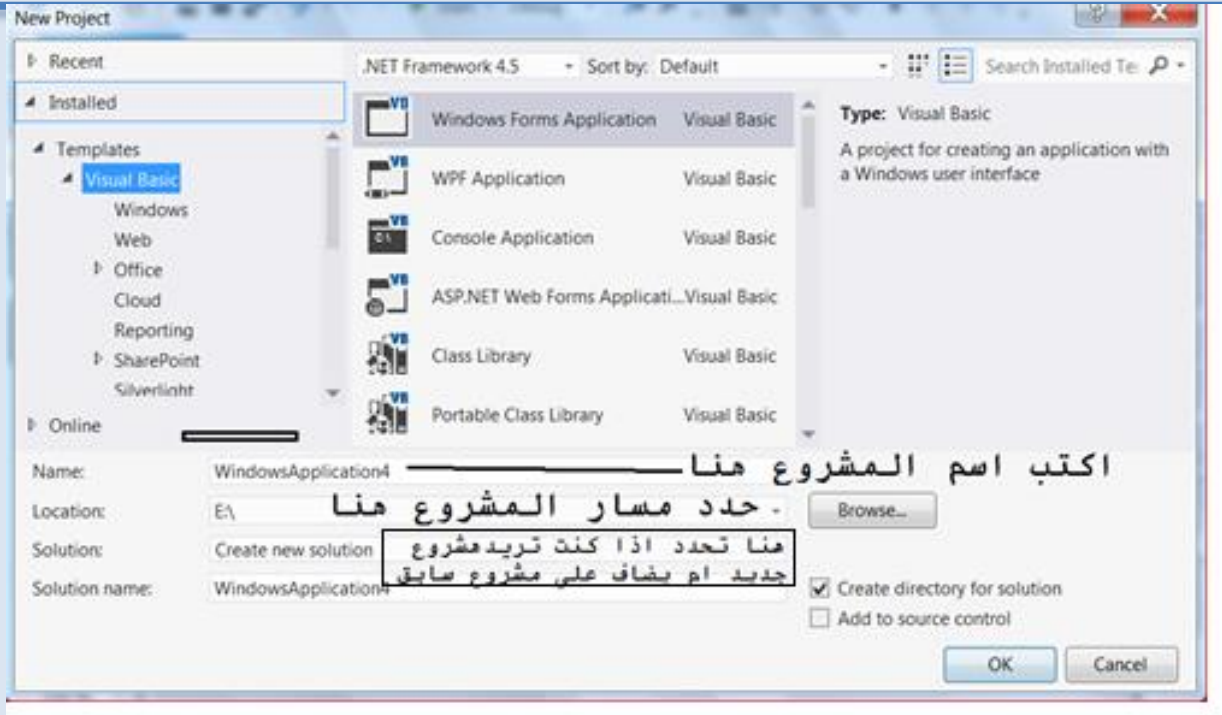 New Project
Recent
.NET Framework 4.5
Sort by: Default
Search Installed Te
Installed
Templates
Visual Basic
Windows
Web
Office
Cloud
Reporting
SharePoint
Silverlight
Online
Windows Forms Application Visual Basic
WPF Application Visual Basic
Console Application Visual Basic
ASP.NET Web Forms Applicati...Visual Basic
Class Library Visual Basic
Portable Class Library Visual Basic
Type: Visual Basic
A project for creating an application with
a Windows user interface
Name: WindowsApplication4
اكتب اسم المشروع هنا
Location: E:\
حدد مسار المشروع هنا
Browse...
Solution: Create new solution
هنا تحدد اذا كنت تريدمشروع
جديد ام يضاف على مشروع سابق
Solution name: WindowsApplication4
Create directory for solution
Add to source control
OK
Cancel